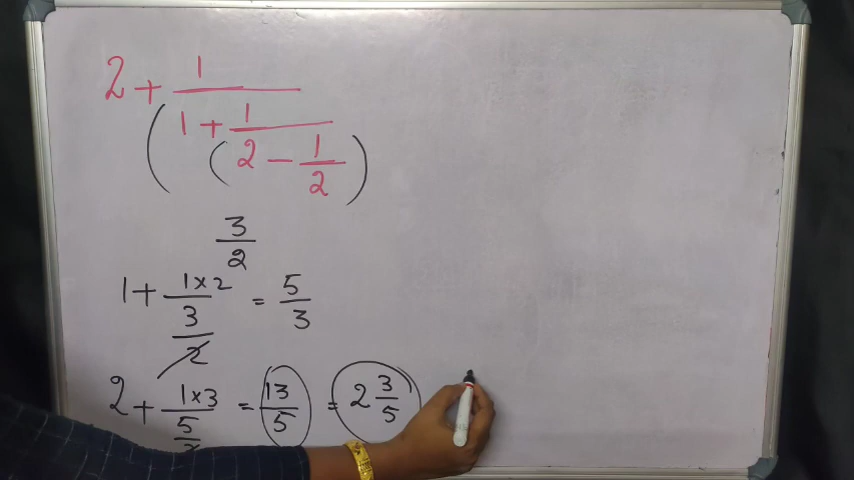 2 + 1
( 1 + 1
( 2 - 1 )
2
3
2
1 + 1×2 = 5
3 3
2
2 + 1×3 = 13 = 2 3
5 5 5